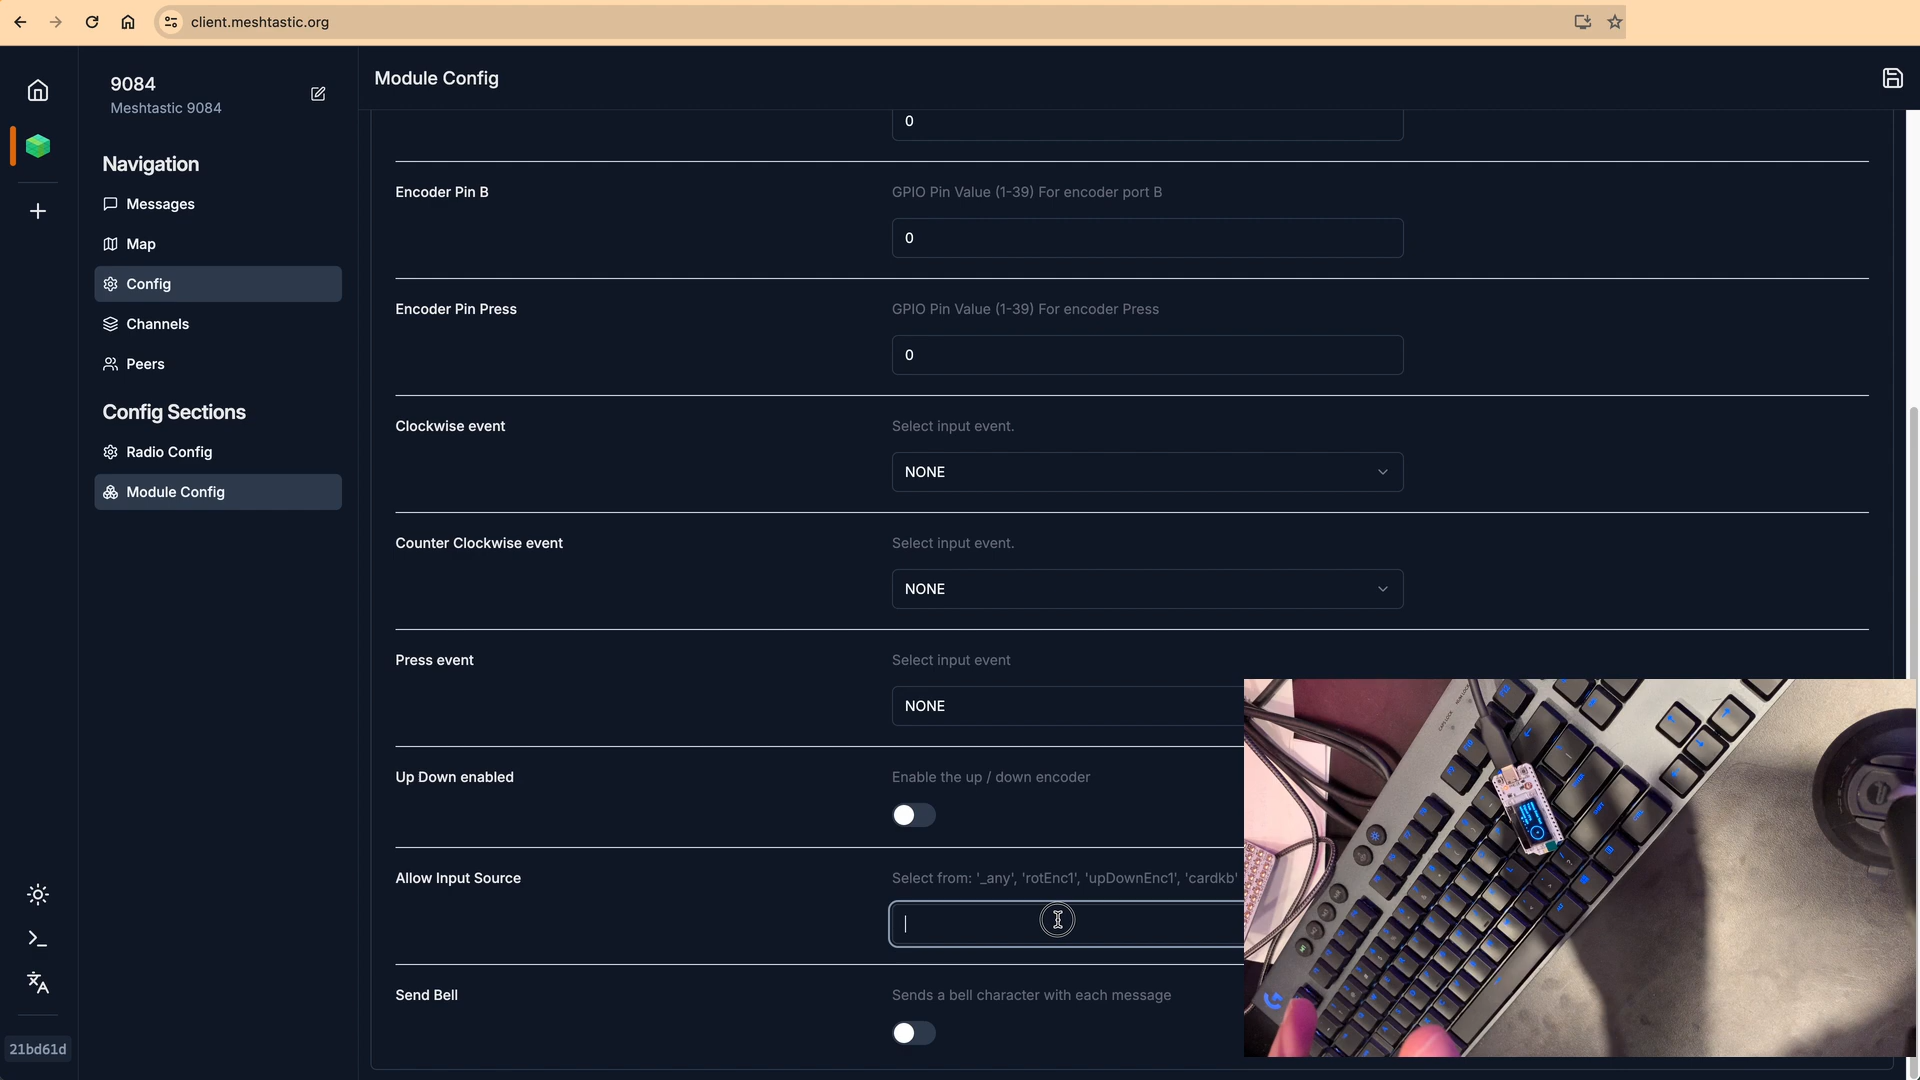 client.meshtastic.org
9084
Meshtastic 9084
Module Config
Navigation
Messages
Map
Config
Channels
Peers
Config Sections
Radio Config
Module Config
21bd61d
0
Encoder Pin B
GPIO Pin Value (1-39) For encoder port B
0
Encoder Pin Press
GPIO Pin Value (1-39) For encoder Press
0
Clockwise event
Select input event.
NONE
Counter Clockwise event
Select input event.
NONE
Press event
Select input event
NONE
Up Down enabled
Enable the up / down encoder
Allow Input Source
Select from: '_any', 'rotEnc1', 'upDownEnc1', 'cardkb'
Send Bell
Sends a bell character with each message